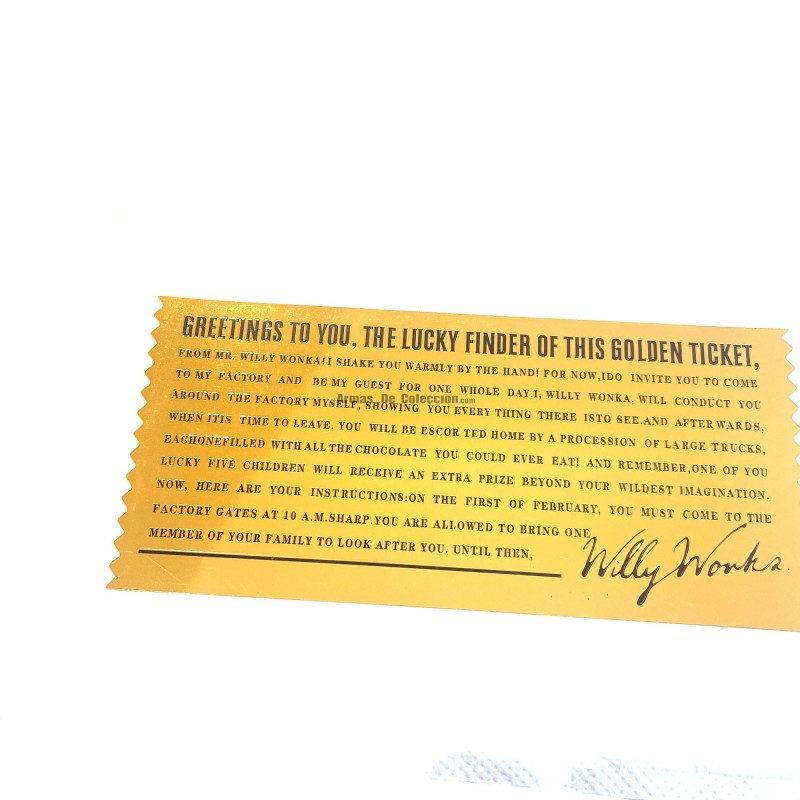 GREETINGS TO YOU, THE LUCKY FINDER OF THIS GOLDEN TICKET,
FROM MR. WILLY WONKA!I SHAKE YOU WARMLY BY THE HAND! FOR NOW,IDO INVITE YOU TO COME
TO MY FACTORY AND BE MY GUEST FOR ONE WHOLE DAY.I, WILLY WONKA, WILL CONDUCT YOU
Armas De Coleccion.com
AROUND THE FACTORY MYSELF, SHOWING YOU EVERY THING THERE ISTO SEE.AND AFTER WARDS,
WHEN ITIS TIME TO LEAVE. YOU WILL BE ESCOR TED HOME BY A PROCESSION OF LARGE TRUCKS,
EACHONEFILLED WITH ALL THE CHOCOLATE YOU COULD EVER EAT! AND REMEMBER,ONE OF YOU
LUCKY FIVE CHILDREN WILL RECEIVE AN EXTRA PRIZE BEYOND YOUR WILDEST IMAGINATION.
NOW, HERE ARE YOUR INSTRUCTIONS:ON THE FIRST OF FEBRUARY, YOU MUST COME TO THE
FACTORY GATES AT 10 A.M.SHARP.YOU ARE ALLOWED TO BRING ONE
MEMBER OF YOUR FAMILY TO LOOK AFTER YOU. UNTIL THEN,
Willy Wonka.